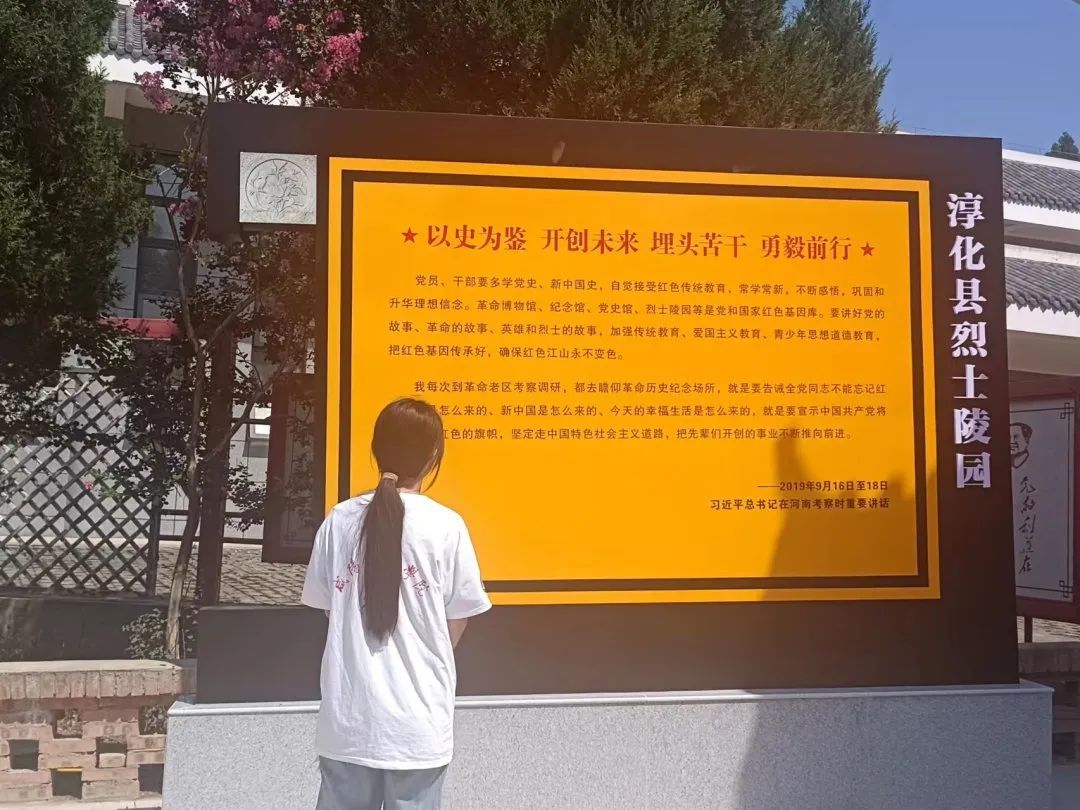 ★以史为鉴 开创未来 埋头苦干 勇毅前行★
党员、干部要多学党史、新中国史，自觉接受红色传统教育，常学常新，不断感悟，巩固和
升华理想信念。革命博物馆、纪念馆、党史馆、烈士陵园等是党和国家红色基因库。要讲好党的
故事、革命的故事、英雄和烈士的故事，加强传统教育、爱国主义教育、青少年思想道德教育，
把红色基因传承好，确保红色江山永不变色。
我每次到革命老区考察调研，都去瞻仰革命历史纪念场所，就是要告诫全党同志不能忘记红
是怎么来的、新中国是怎么来的、今天的幸福生活是怎么来的，就是要宣示中国共产党将
红色的旗帜，坚定走中国特色社会主义道路，把先辈们开创的事业不断推向前进。
——2019年9月16日至18日
习近平总书记在河南考察时重要讲话
淳化县烈士陵园